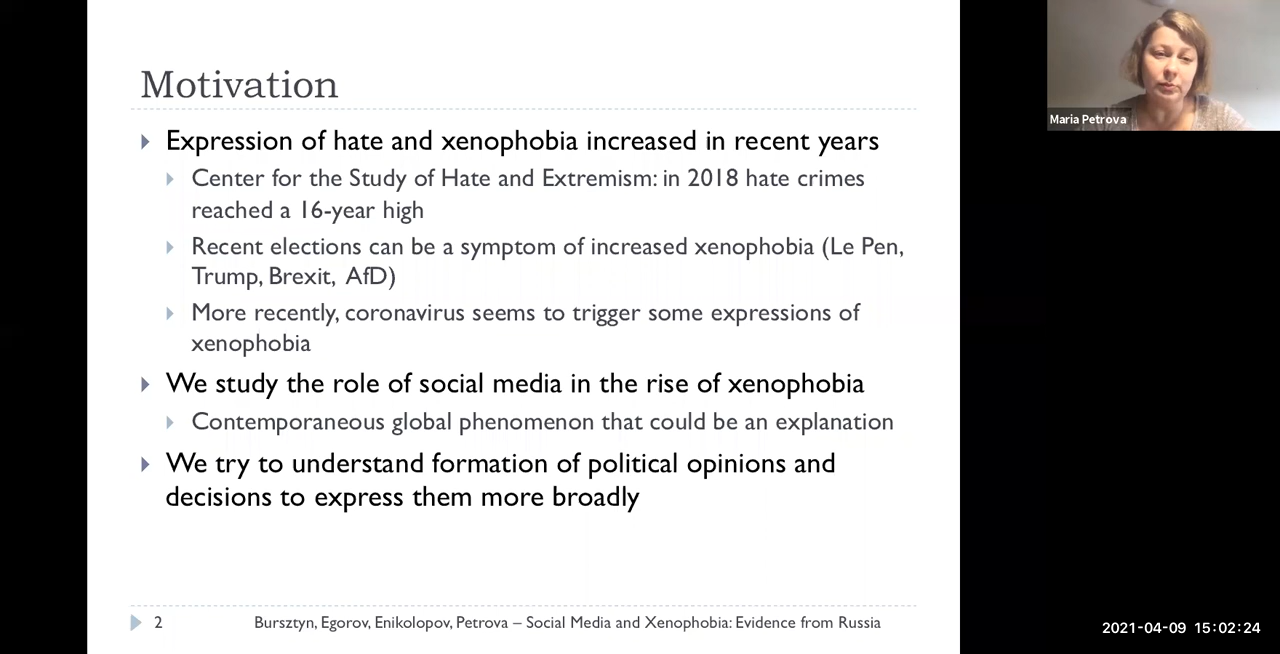 Motivation
Expression of hate and xenophobia increased in recent years
Center for the Study of Hate and Extremism: in 2018 hate crimes
reached a 16-year high
Recent elections can be a symptom of increased xenophobia (Le Pen,
Trump, Brexit, AfD)
More recently, coronavirus seems to trigger some expressions of
xenophobia
We study the role of social media in the rise of xenophobia
Contemporaneous global phenomenon that could be an explanation
We try to understand formation of political opinions and
decisions to express them more broadly
2 Bursztyn, Egorov, Enikolopov, Petrova – Social Media and Xenophobia: Evidence from Russia
Maria Petrova
2021-04-09 15:02:24